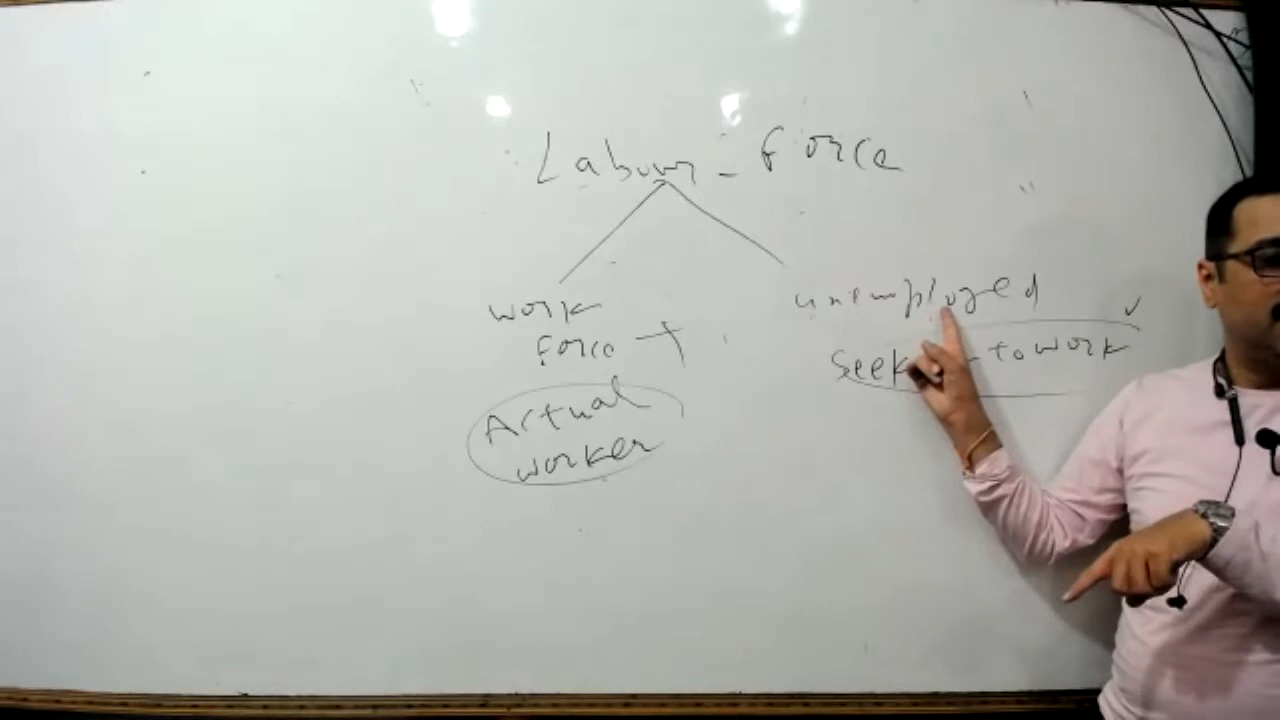 Labour - force
work
force
unemployed
Seek - to work
Actual
worker